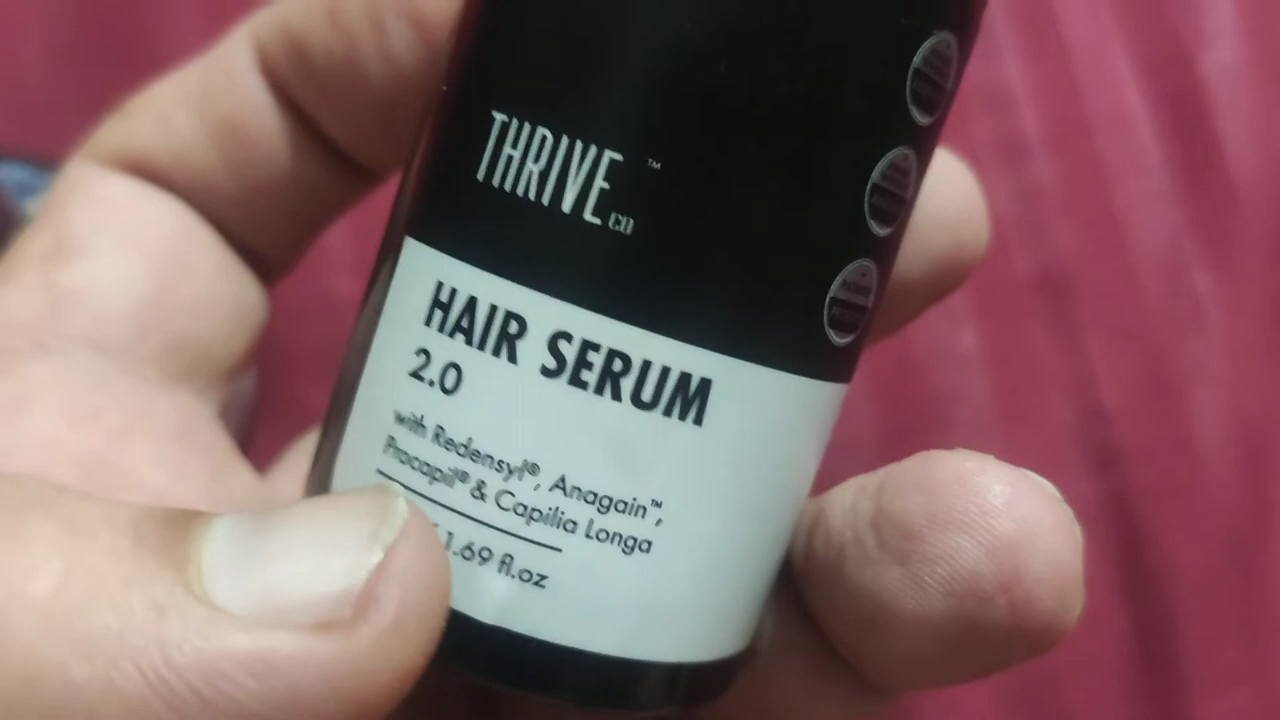 THRIVE ™
co
HAIR SERUM
2.0
with Redensyl®, Anagain™,
Procapil® & Capilia Longa
1.69 fl.oz